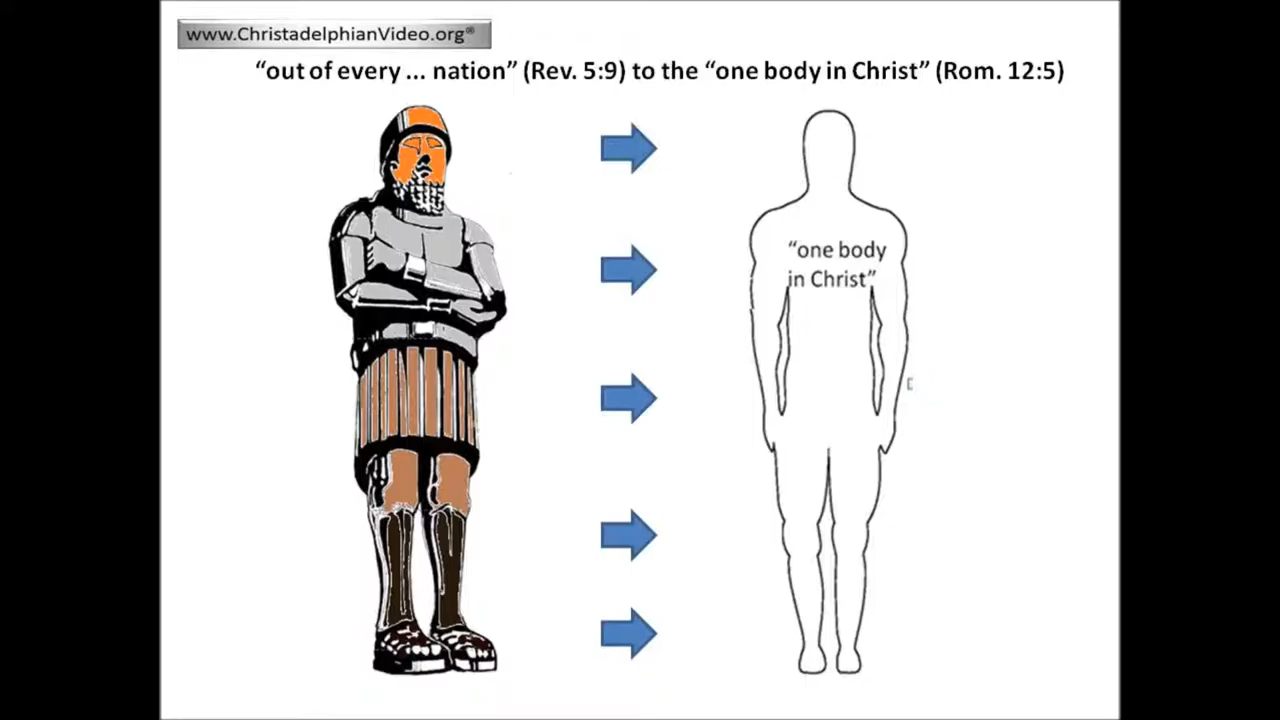 www.ChristadelphianVideo.org®
“out of every ... nation” (Rev. 5:9) to the “one body in Christ” (Rom. 12:5)
“one body
in Christ”